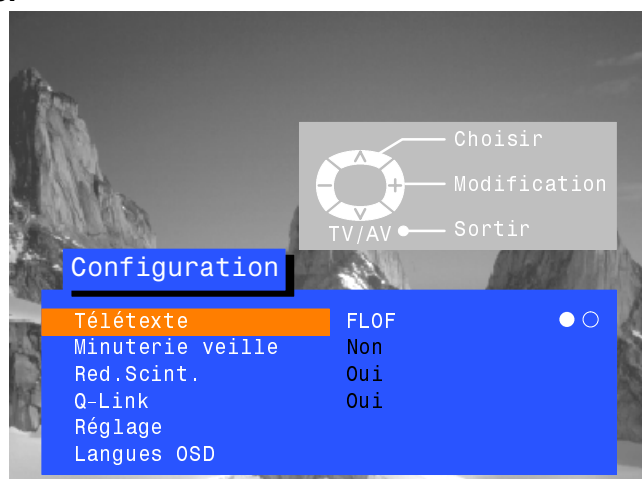 Choisir
Modification
TV/AV Sortir
Configuration
Télétexte FLOF
Minuterie veille Non
Red.Scint. Oui
Q-Link Oui
Réglage
Langues OSD